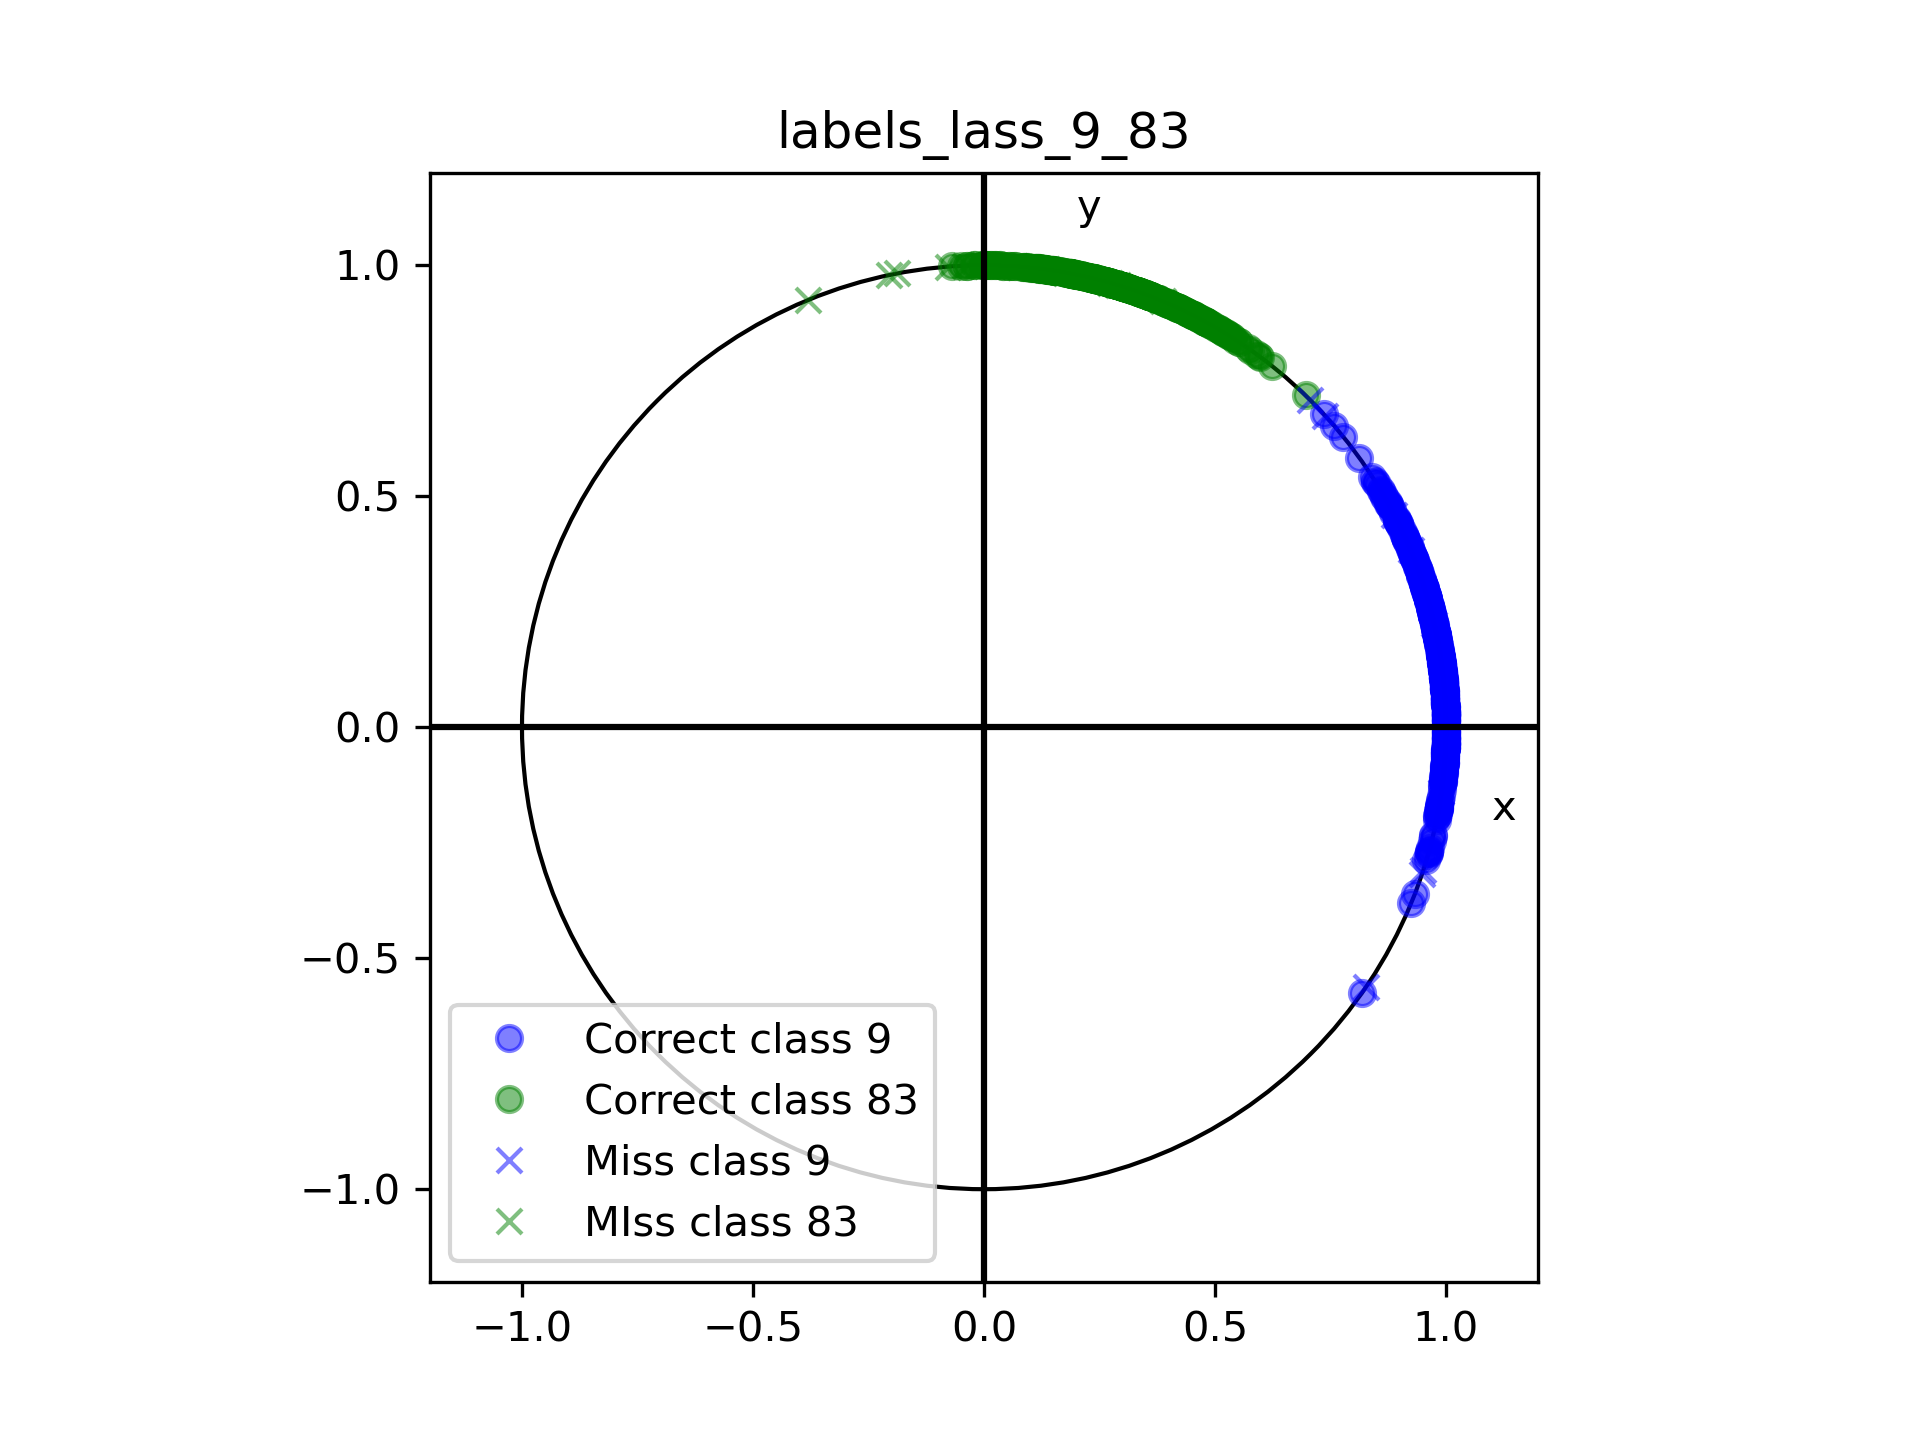 labels_lass_9_83
y
1.0
0.5
0.0
x
−0.5
−1.0
Correct class 9
Correct class 83
Miss class 9
MIss class 83
−1.0 −0.5 0.0 0.5 1.0